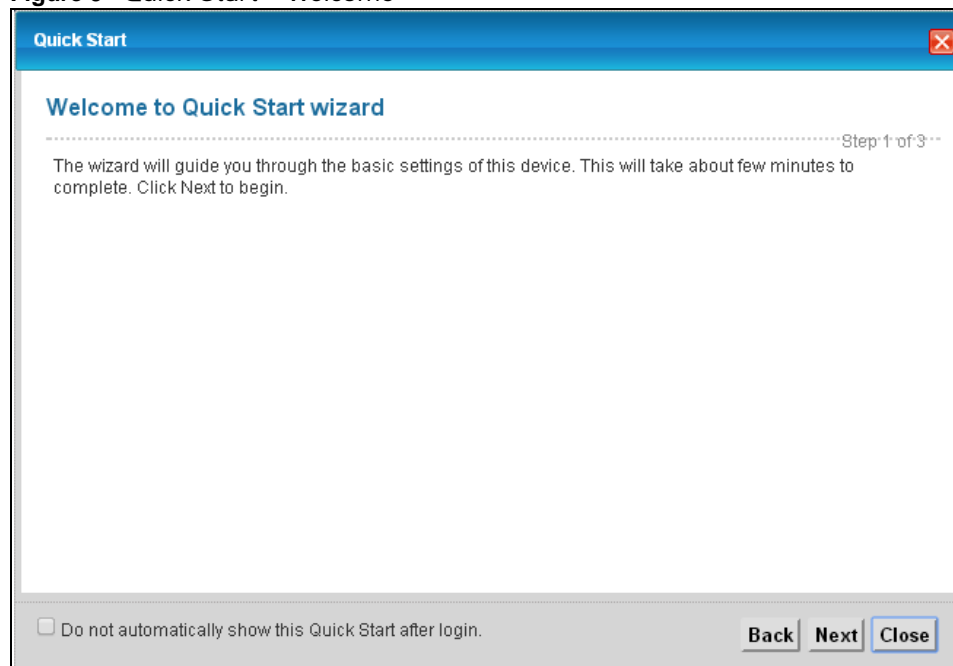 Quick Start
Welcome to Quick Start wizard
Step 1 of 3
The wizard will guide you through the basic settings of this device. This will take about few minutes to
complete. Click Next to begin.
Do not automatically show this Quick Start after login.
Back Next Close